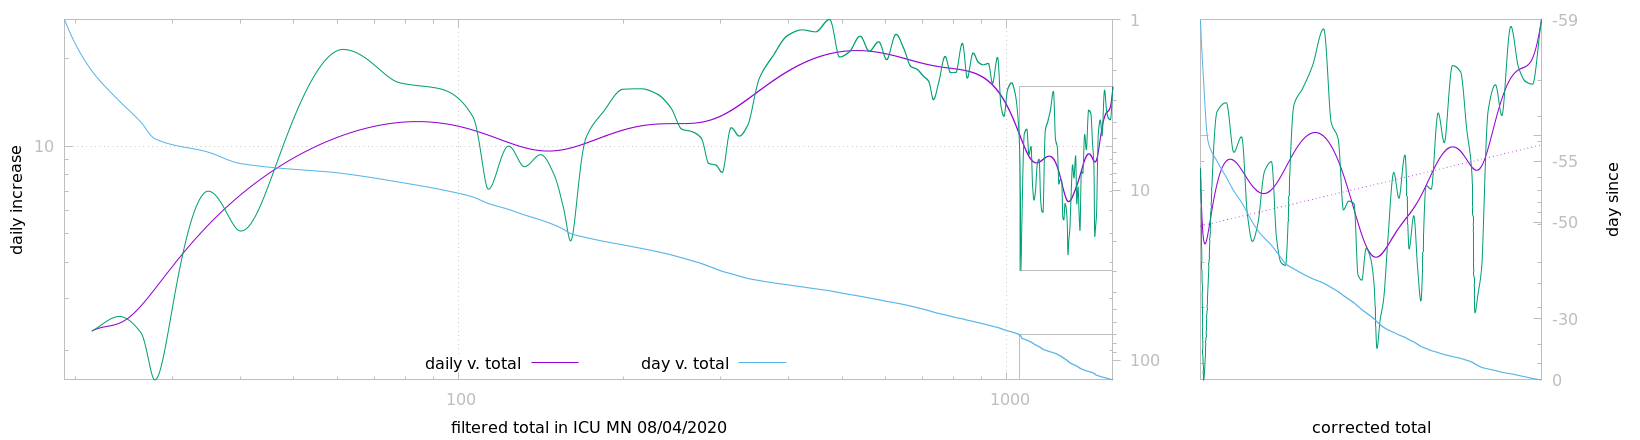 1
-59
10
-55
10
-50
daily increase
day since
-30
daily v. total
day v. total
100
0
100
1000
filtered total in ICU MN 08/04/2020
corrected total